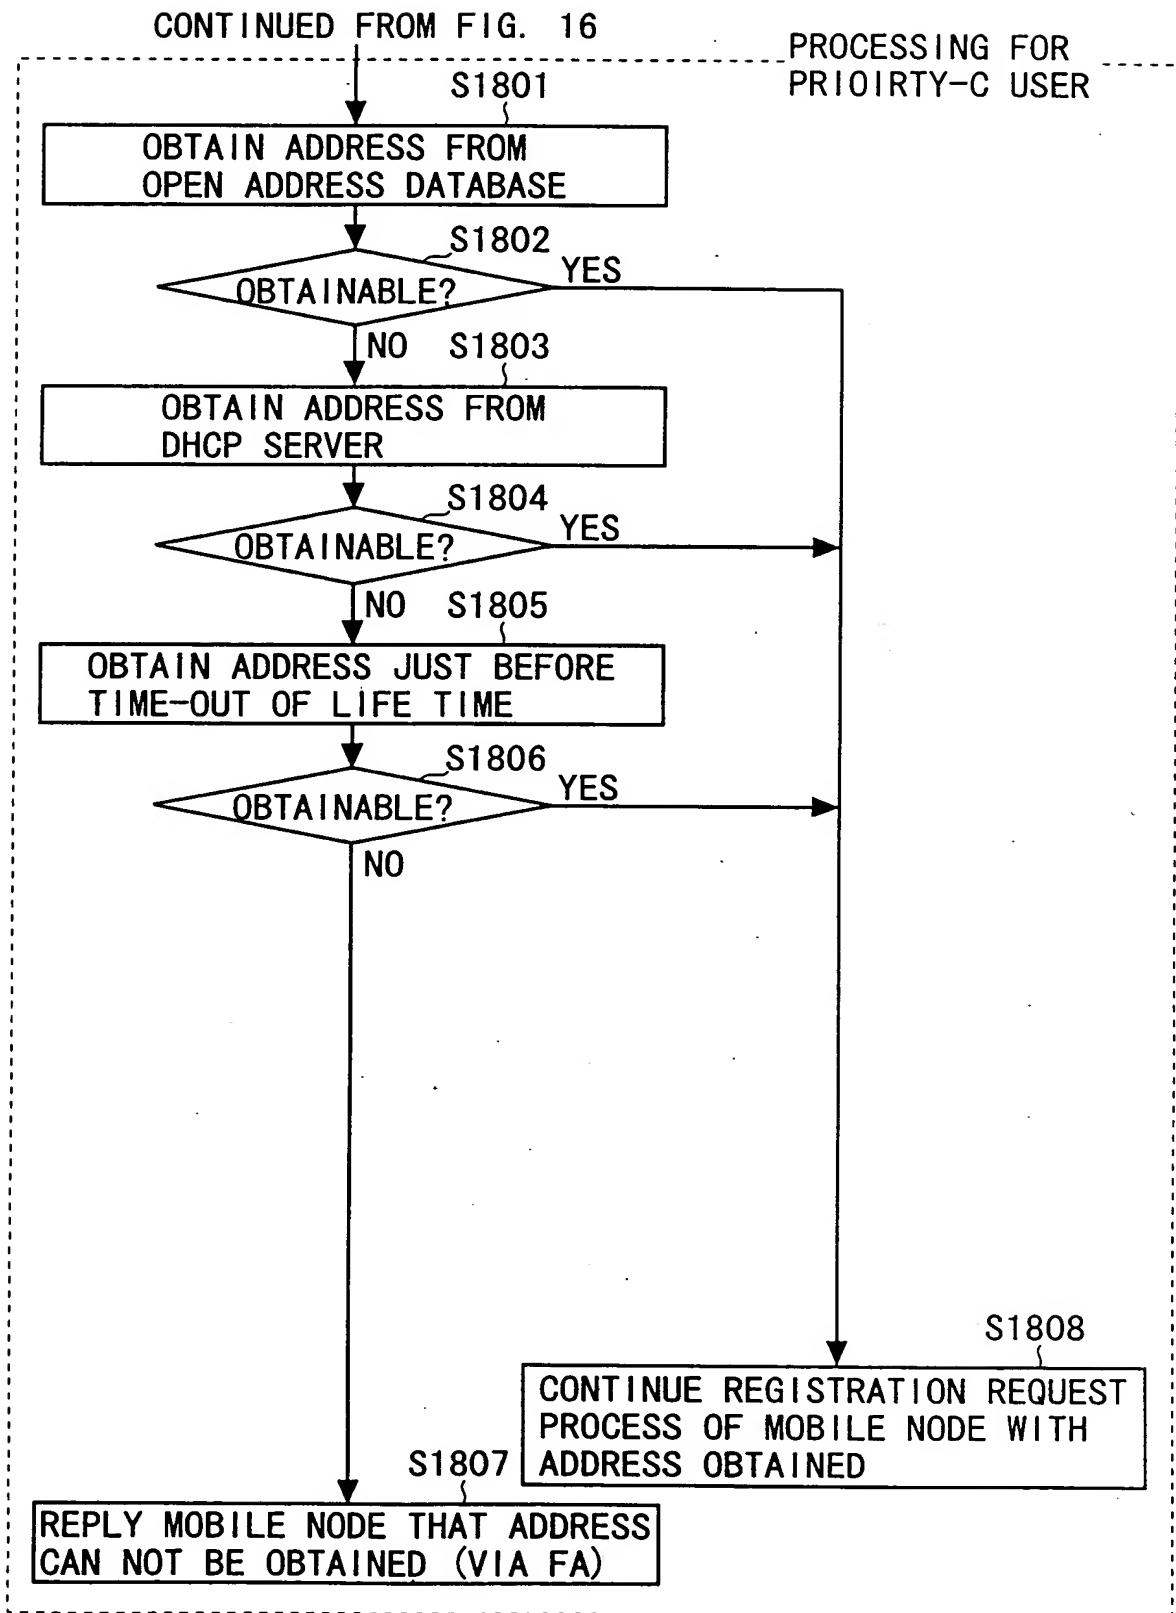 CONTINUED FROM FIG. 16
PROCESSING FOR
PRIOIRTY-C USER
S1801
OBTAIN ADDRESS FROM
OPEN ADDRESS DATABASE
S1802
OBTAINABLE?
YES
NO
S1803
OBTAIN ADDRESS FROM
DHCP SERVER
S1804
OBTAINABLE?
YES
NO
S1805
OBTAIN ADDRESS JUST BEFORE
TIME-OUT OF LIFE TIME
S1806
OBTAINABLE?
YES
NO
S1808
CONTINUE REGISTRATION REQUEST
PROCESS OF MOBILE NODE WITH
ADDRESS OBTAINED
S1807
REPLY MOBILE NODE THAT ADDRESS
CAN NOT BE OBTAINED (VIA FA)